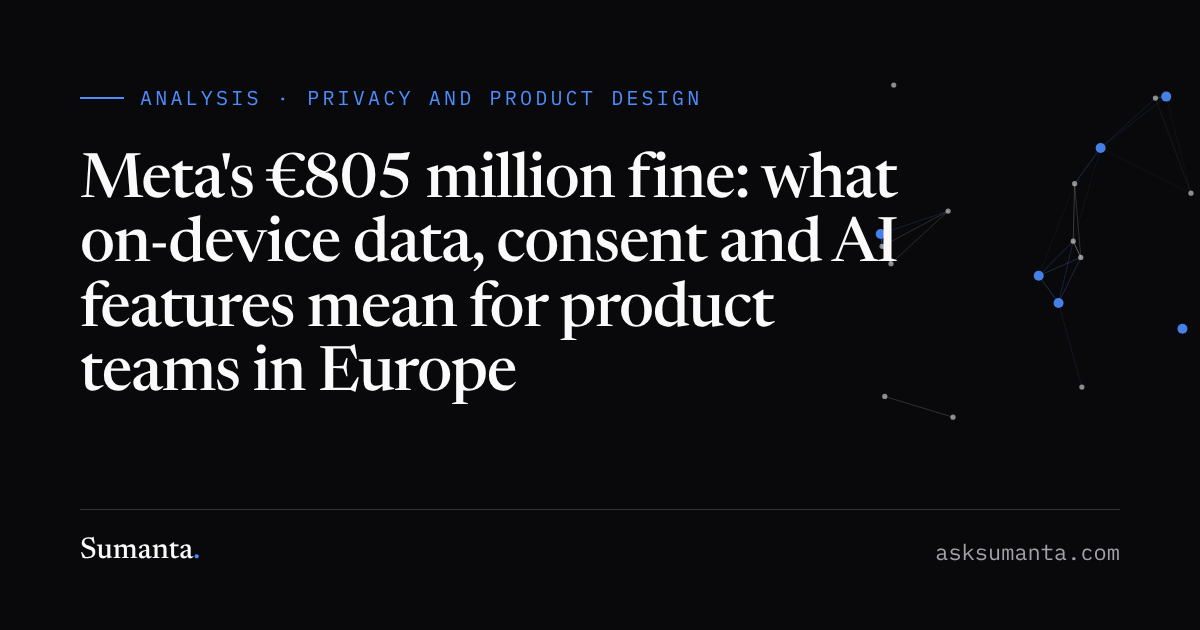 ANALYSIS · PRIVACY AND PRODUCT DESIGN
Meta's €805 million fine: what
on-device data, consent and AI
features mean for product
teams in Europe
Sumanta.
asksumanta.com